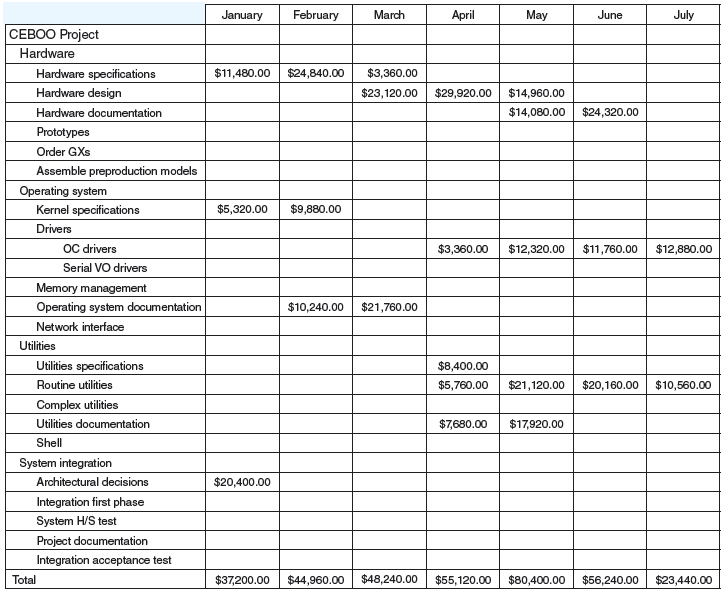 January February March April May June July
CEBOO Project
Hardware
Hardware specifications $11,480.00 $24,840.00 $3,360.00
Hardware design $23,120.00 $29,920.00 $14,960.00
Hardware documentation $14,080.00 $24,320.00
Prototypes
Order GXs
Assemble preproduction models
Operating system
Kernel specifications $5,320.00 $9,880.00
Drivers
OC drivers $3,360.00 $12,320.00 $11,760.00 $12,880.00
Serial VO drivers
Memory management
Operating system documentation $10,240.00 $21,760.00
Network interface
Utilities
Utilities specifications $8,400.00
Routine utilities $5,760.00 $21,120.00 $20,160.00 $10,560.00
Complex utilities
Utilities documentation $7,680.00 $17,920.00
Shell
System integration
Architectural decisions $20,400.00
Integration first phase
System H/S test
Project documentation
Integration acceptance test
Total $37,200.00 $44,960.00 $48,240.00 $55,120.00 $80,400.00 $56,240.00 $23,440.00